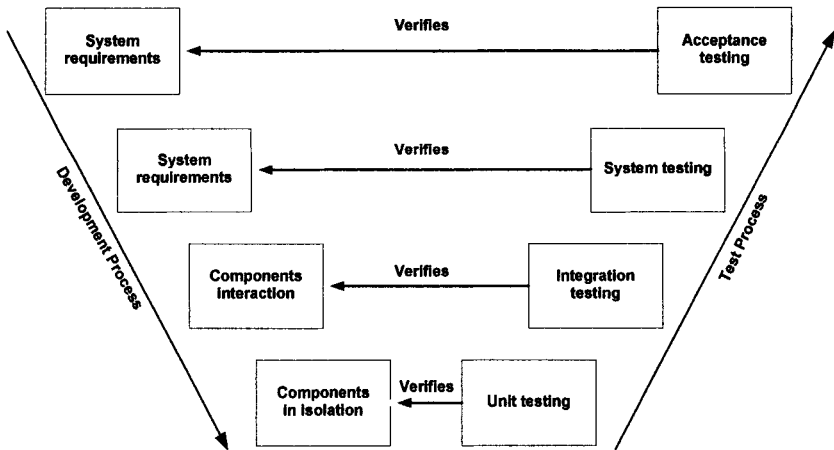 Verifies
System
requirements
Acceptance
testing
Verifies
System
requirements
System testing
Development Process
Test Process
Verifies
Components
interaction
Integration
testing
Verifies
Components
in isolation
Unit testing